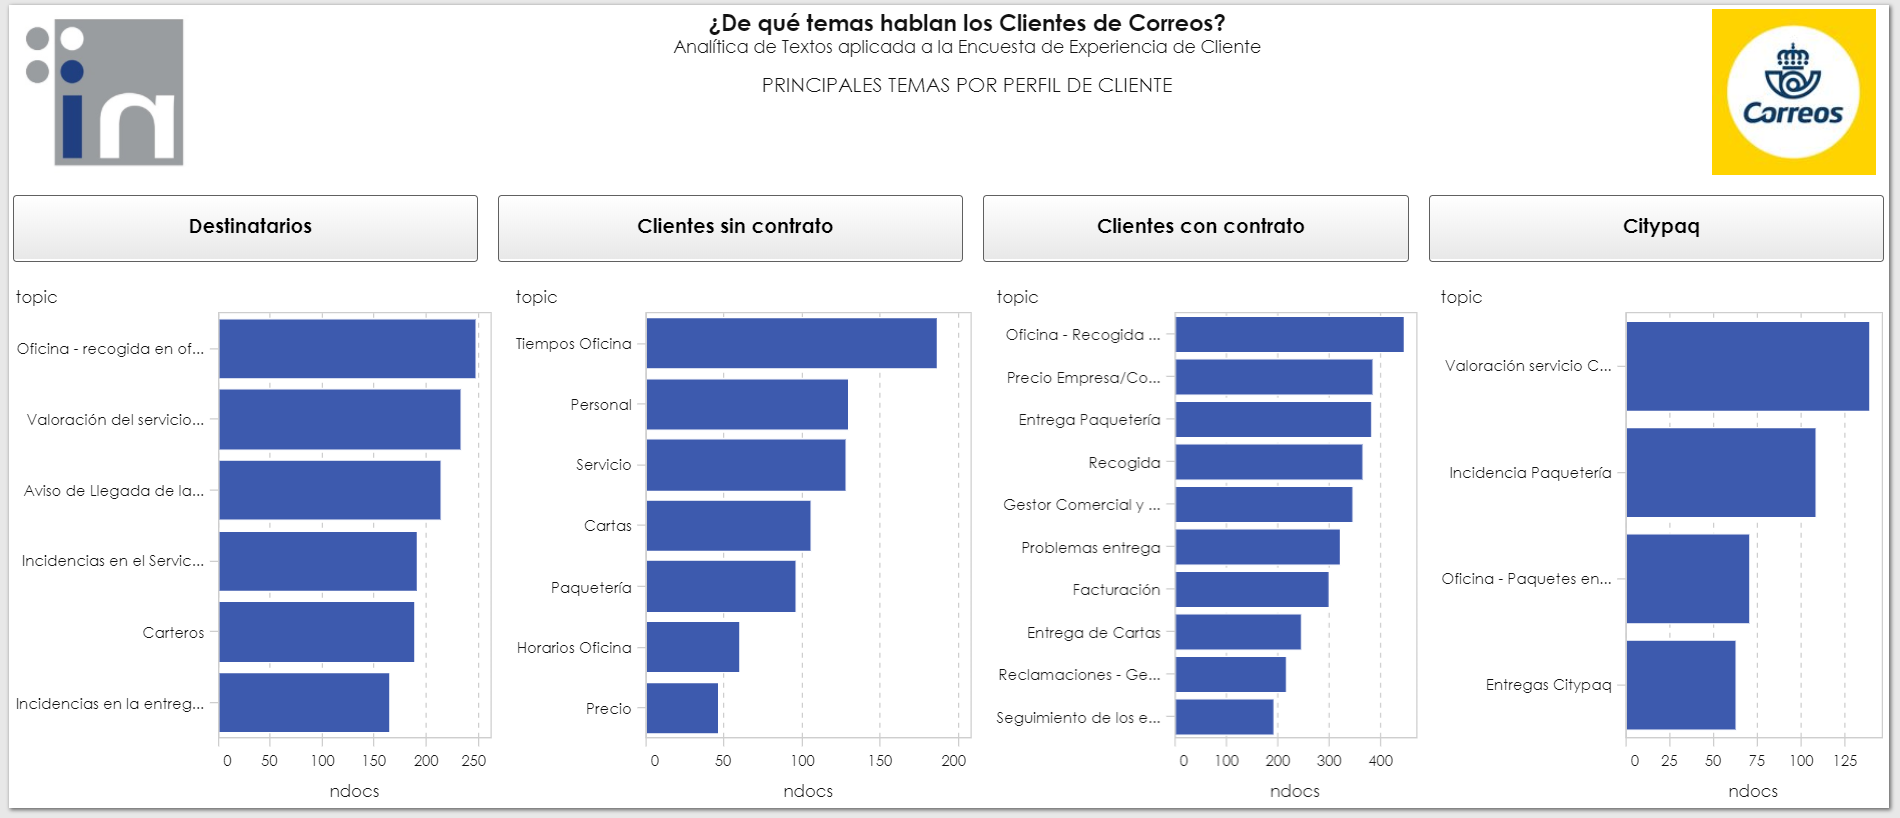 ¿De qué temas hablan los Clientes de Correos?
Analítica de Textos aplicada a la Encuesta de Experiencia de Cliente
PRINCIPALES TEMAS POR PERFIL DE CLIENTE
in
Correos
Destinatarios
topic
Oficina - recogida en of...
Valoración del servicio...
Aviso de Llegada de la...
Incidencias en el Servic...
Carteros
Incidencias en la entreg...
0 50 100 150 200 250
ndocs
Clientes sin contrato
topic
Tiempos Oficina
Personal
Servicio
Cartas
Paquetería
Horarios Oficina
Precio
0 50 100 150 200
ndocs
Clientes con contrato
topic
Oficina - Recogida ...
Precio Empresa/Co...
Entrega Paquetería
Recogida
Gestor Comercial y ...
Problemas entrega
Facturación
Entrega de Cartas
Reclamaciones - Ge...
Seguimiento de los e...
0 100 200 300 400
ndocs
Citypaq
topic
Valoración servicio C...
Incidencia Paquetería
Oficina - Paquetes en...
Entregas Citypaq
0 25 50 75 100 125
ndocs